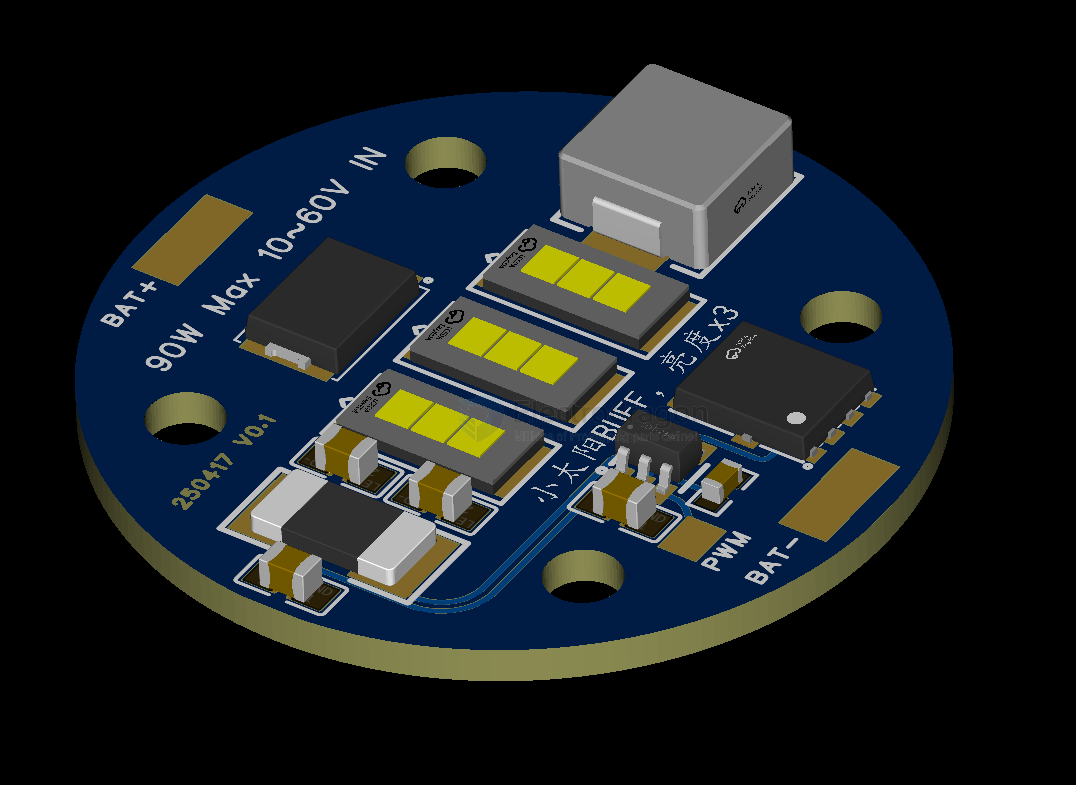 90W Max 10~60V IN
BAT+
小太阳BUFF，亮度x3
250417 V0.1
PWM
BAT-